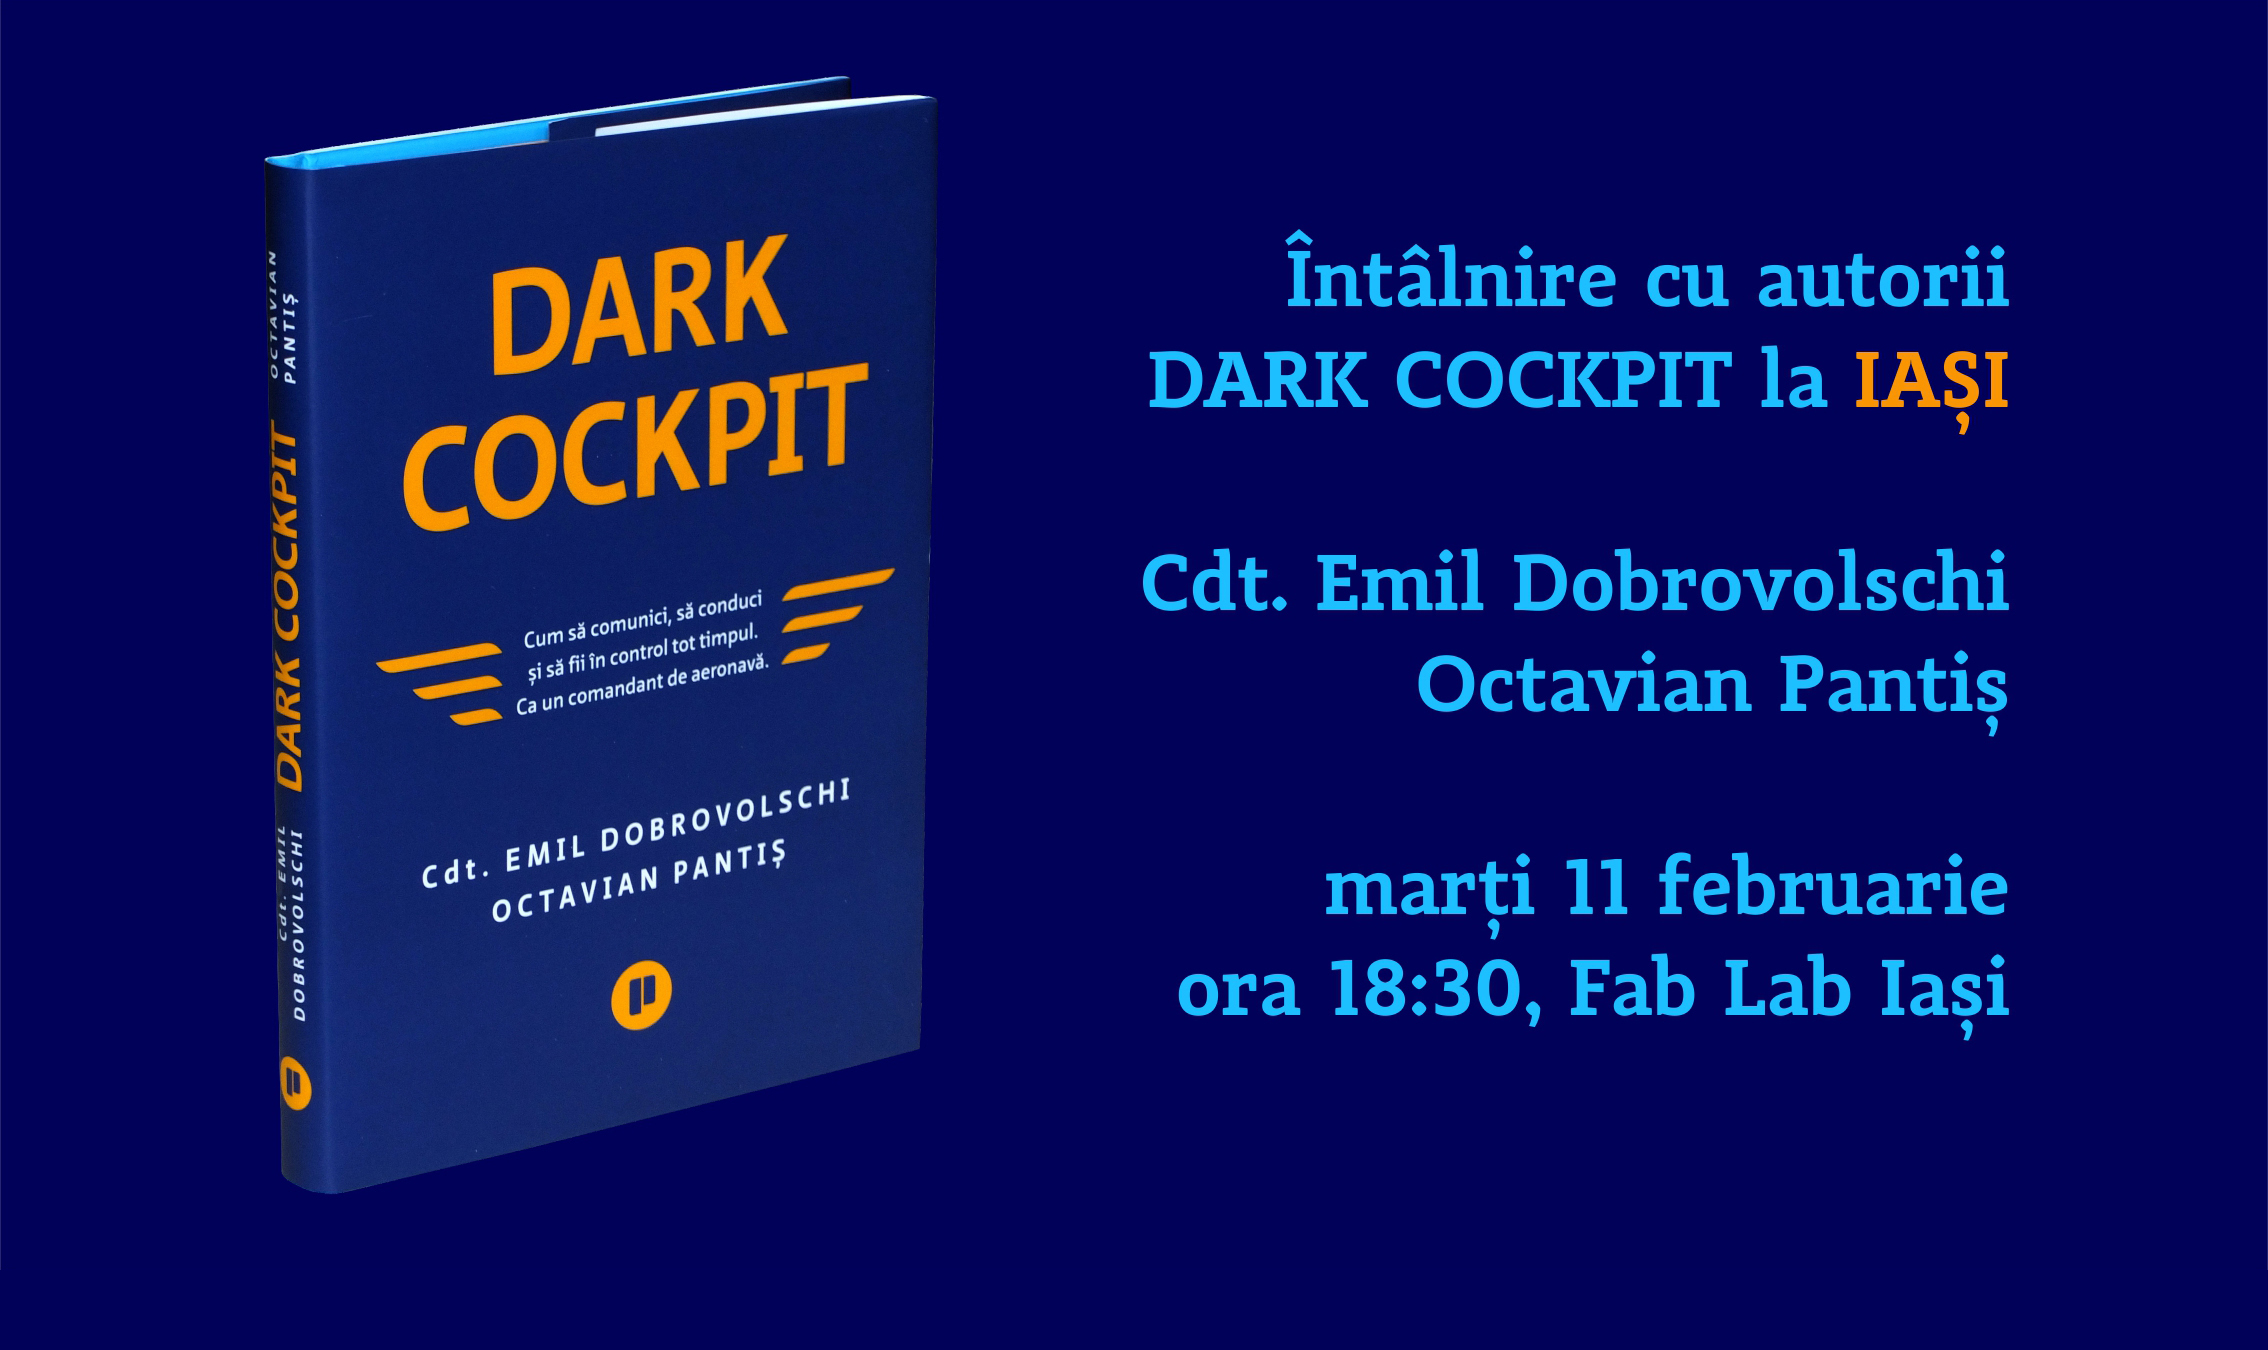 OCTAVIAN
PANTIȘ
DARK COCKPIT
Cdt. EMIL
DOBROVOLSCHI
DARK
COCKPIT
Cum să comunici, să conduci
și să fii în control tot timpul.
Ca un comandant de aeronavă.
Cdt. EMIL DOBROVOLSCHI
OCTAVIAN PANTIȘ
Întâlnire cu autorii
DARK COCKPIT la IAȘI
Cdt. Emil Dobrovolschi
Octavian Pantiș
marți 11 februarie
ora 18:30, Fab Lab Iași